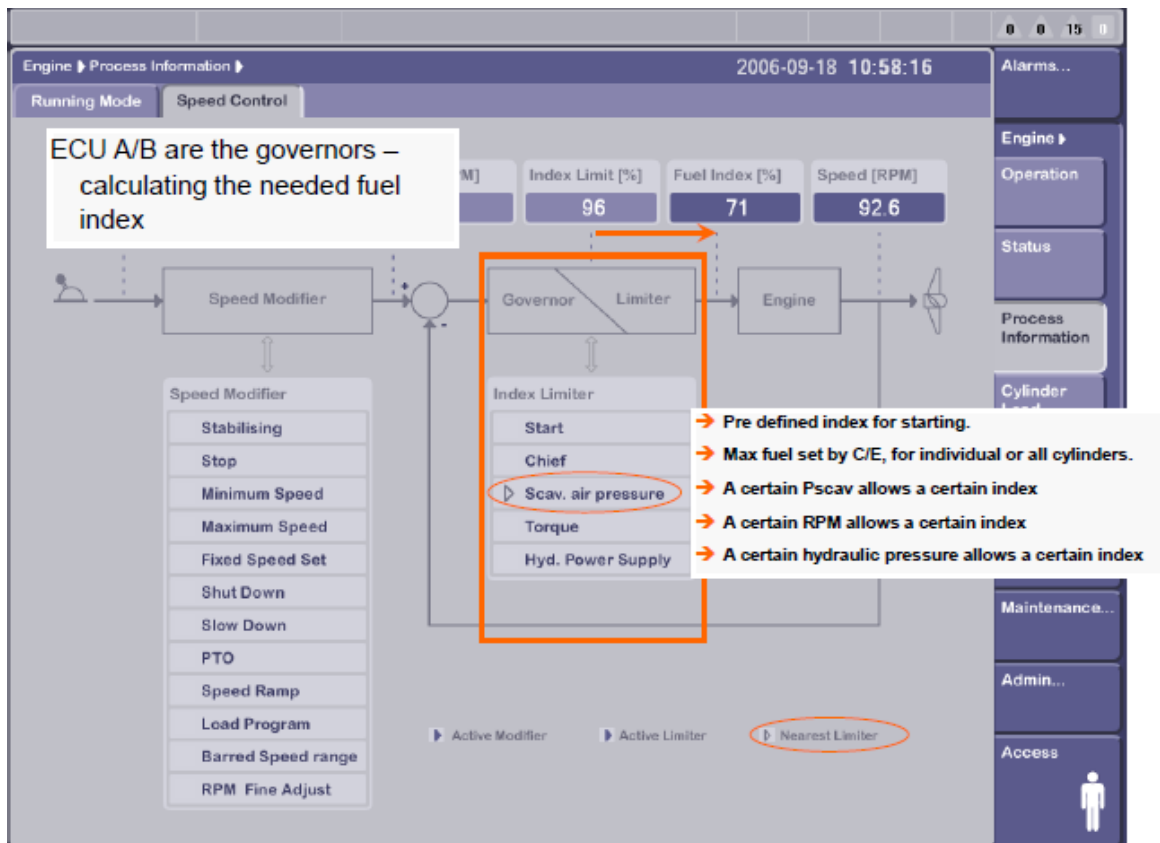 0 0 15 0
Engine Process Information
2006-09-18 10:58:16
Alarms...
Running Mode
Speed Control
ECU A/B are the governors –
calculating the needed fuel
index
Index Limit [%]
Fuel Index [%]
Speed [RPM]
96
71
92.6
Engine
Operation
Status
Process
Information
Cylinder
Speed Modifier
+
-
Governor
Limiter
Engine
Speed Modifier
Stabilising
Stop
Minimum Speed
Maximum Speed
Fixed Speed Set
Shut Down
Slow Down
PTO
Speed Ramp
Load Program
Barred Speed range
RPM Fine Adjust
Index Limiter
Start
Chief
Scav. air pressure
Torque
Hyd. Power Supply
Pre defined index for starting.
Max fuel set by C/E, for individual or all cylinders.
A certain Pscav allows a certain index
A certain RPM allows a certain index
A certain hydraulic pressure allows a certain index
Active Modifier
Active Limiter
Nearest Limiter
Maintenance...
Admin...
Access